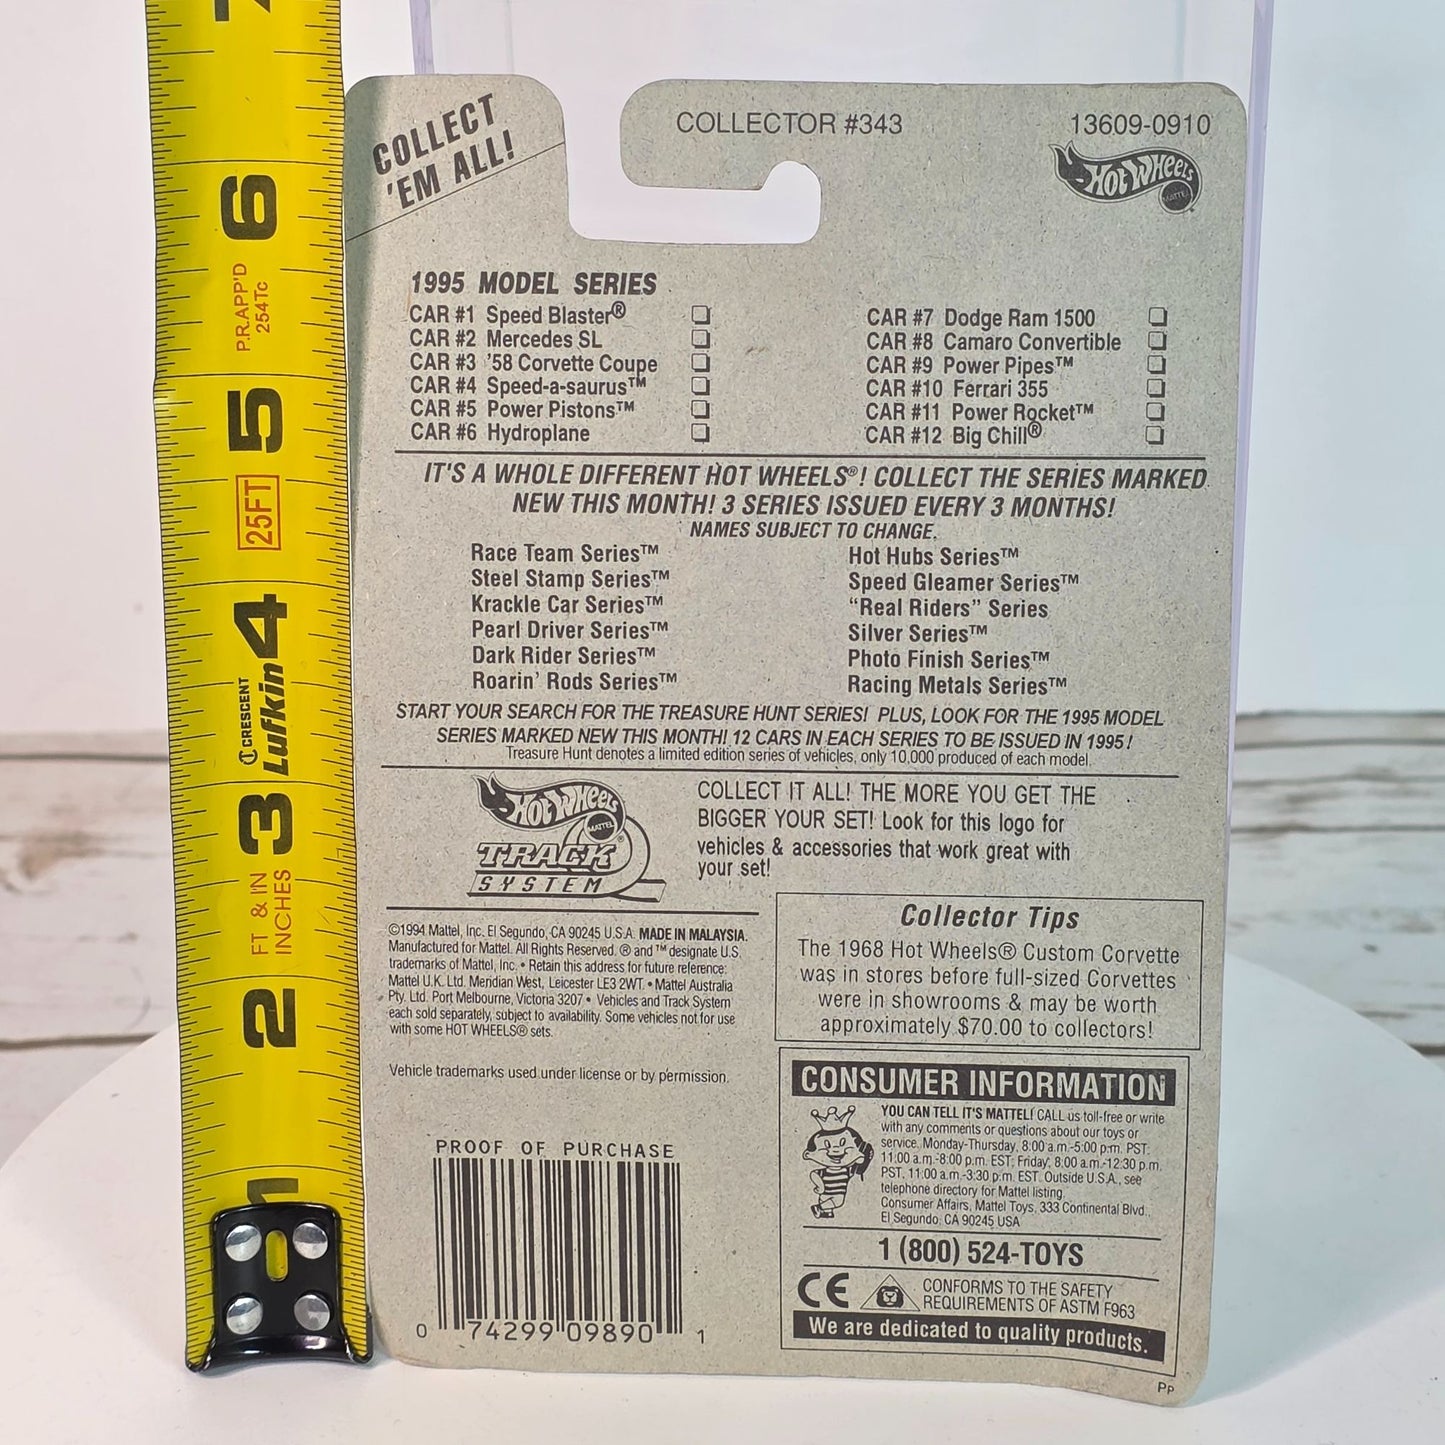 COLLECT
'EM ALL!
COLLECTOR #343
13609-0910
HOT WHEELS
MATTEL
1995 MODEL SERIES
CAR #1 Speed Blaster®
CAR #2 Mercedes SL
CAR #3 '58 Corvette Coupe
CAR #4 Speed-a-saurus™
CAR #5 Power Pistons™
CAR #6 Hydroplane
CAR #7 Dodge Ram 1500
CAR #8 Camaro Convertible
CAR #9 Power Pipes™
CAR #10 Ferrari 355
CAR #11 Power Rocket™
CAR #12 Big Chill®
IT'S A WHOLE DIFFERENT HOT WHEELS®! COLLECT THE SERIES MARKED
NEW THIS MONTH! 3 SERIES ISSUED EVERY 3 MONTHS!
NAMES SUBJECT TO CHANGE.
Race Team Series™
Steel Stamp Series™
Krackle Car Series™
Pearl Driver Series™
Dark Rider Series™
Roarin' Rods Series™
Hot Hubs Series™
Speed Gleamer Series™
"Real Riders" Series
Silver Series™
Photo Finish Series™
Racing Metals Series™
START YOUR SEARCH FOR THE TREASURE HUNT SERIES! PLUS, LOOK FOR THE 1995 MODEL
SERIES MARKED NEW THIS MONTH! 12 CARS IN EACH SERIES TO BE ISSUED IN 1995!
Treasure Hunt denotes a limited edition series of vehicles, only 10,000 produced of each model.
HOT WHEELS
MATTEL
TRACK
SYSTEM
COLLECT IT ALL! THE MORE YOU GET THE
BIGGER YOUR SET! Look for this logo for
vehicles & accessories that work great with
your set!
©1994 Mattel, Inc. El Segundo, CA 90245 U.S.A. MADE IN MALAYSIA.
Manufactured for Mattel. All Rights Reserved. ® and ™ designate U.S.
trademarks of Mattel, Inc. • Retain this address for future reference:
Mattel U.K. Ltd. Meridian West, Leicester LE3 2WT. • Mattel Australia
Pty. Ltd. Port Melbourne, Victoria 3207 • Vehicles and Track System
each sold separately, subject to availability. Some vehicles not for use
with some HOT WHEELS® sets.
Vehicle trademarks used under license or by permission.
Collector Tips
The 1968 Hot Wheels® Custom Corvette
was in stores before full-sized Corvettes
were in showrooms & may be worth
approximately $70.00 to collectors!
CONSUMER INFORMATION
YOU CAN TELL IT'S MATTEL! CALL us toll-free or write
with any comments or questions about our toys or
service. Monday-Thursday, 8:00 a.m.-5:00 p.m. PST.
11:00 a.m.-8:00 p.m. EST; Friday, 8:00 a.m.-12:30 p.m.
PST, 11:00 a.m.-3:30 p.m. EST. Outside U.S.A., see
telephone directory for Mattel listing.
Consumer Affairs, Mattel Toys, 333 Continental Blvd.,
El Segundo, CA 90245 USA
1 (800) 524-TOYS
CE
CONFORMS TO THE SAFETY
REQUIREMENTS OF ASTM F963
We are dedicated to quality products.
PROOF OF PURCHASE
0 74299 09890 1
PP
7
6
P.R.APP'D
254Tc
5
25FT
4
CRESCENT
Lufkin
3
FT & IN
INCHES
2
1